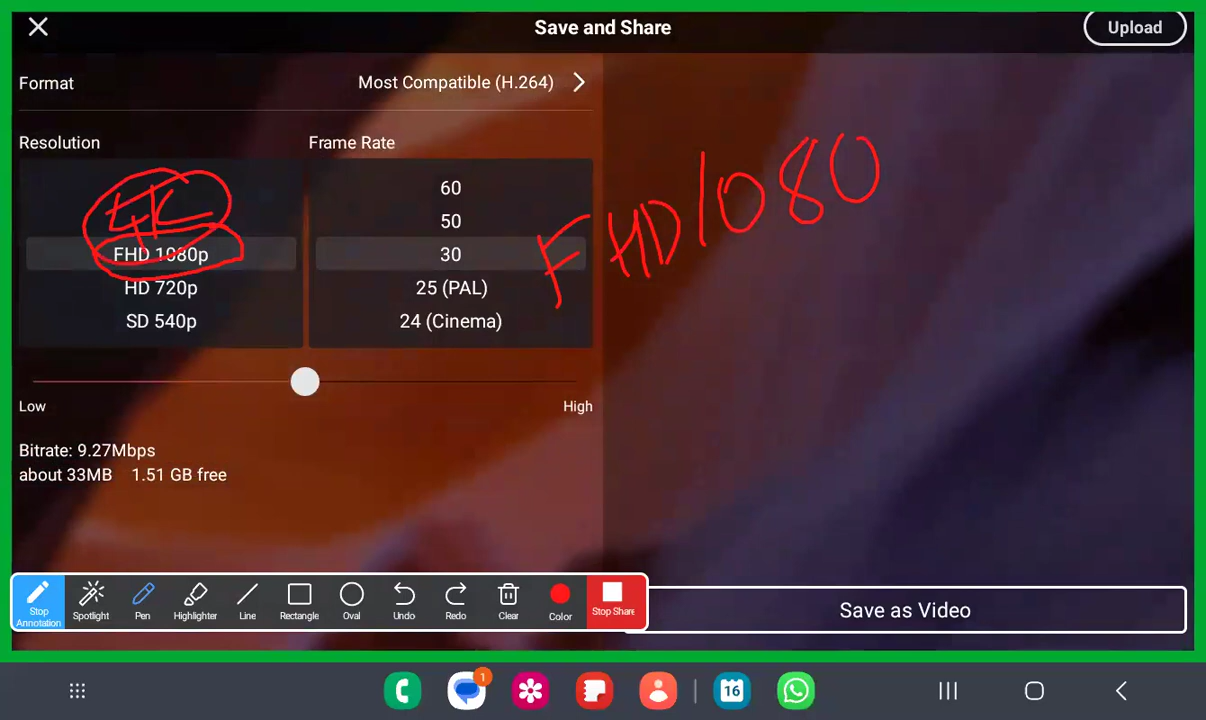 Save and Share
Upload
Format
Most Compatible (H.264)
Resolution
Frame Rate
4K
FHD 1080p
HD 720p
SD 540p
60
50
30
25 (PAL)
24 (Cinema)
FHD1080
Low
High
Bitrate: 9.27Mbps
about 33MB 1.51 GB free
Stop Annotation
Spotlight
Pen
Highlighter
Line
Rectangle
Oval
Undo
Redo
Clear
Color
Stop Share
Save as Video
1
16